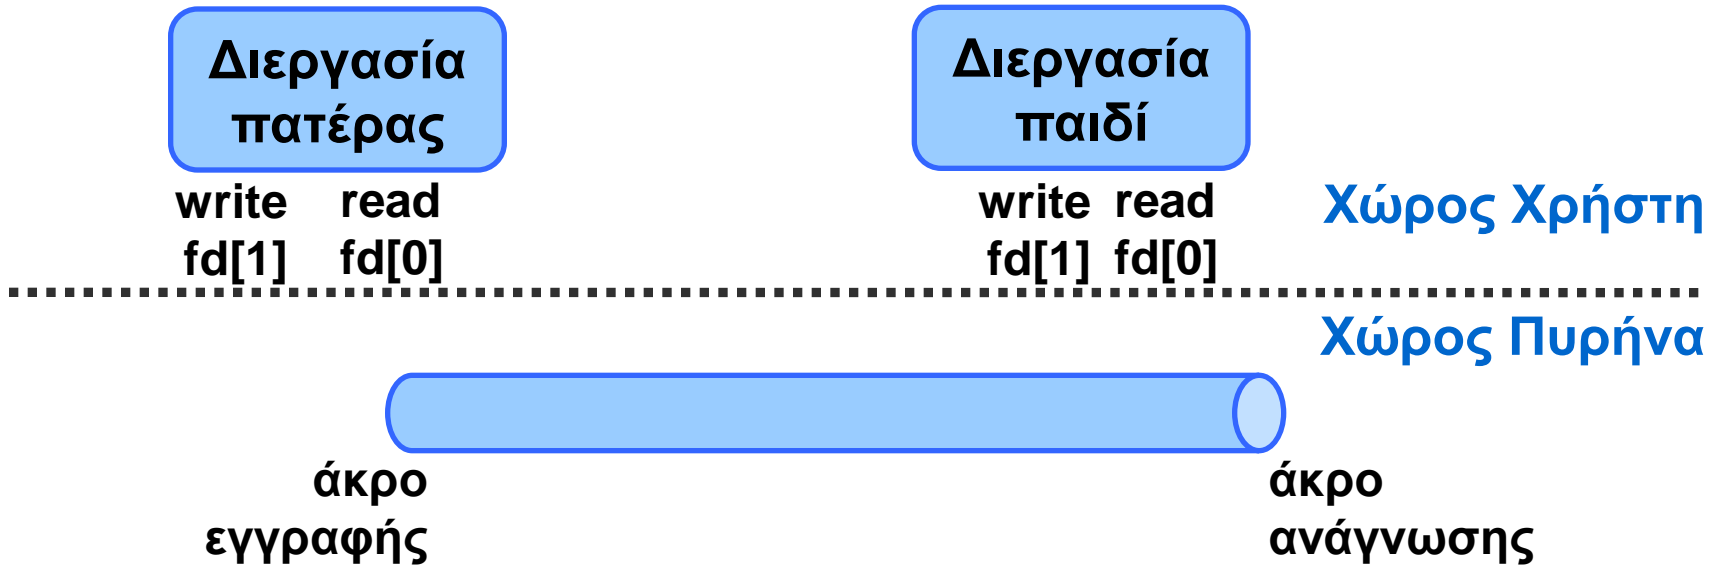 Διεργασία
πατέρας
Διεργασία
παιδί
write read
fd[1] fd[0]
write read
fd[1] fd[0]
Χώρος Χρήστη
Χώρος Πυρήνα
άκρο
εγγραφής
άκρο
ανάγνωσης